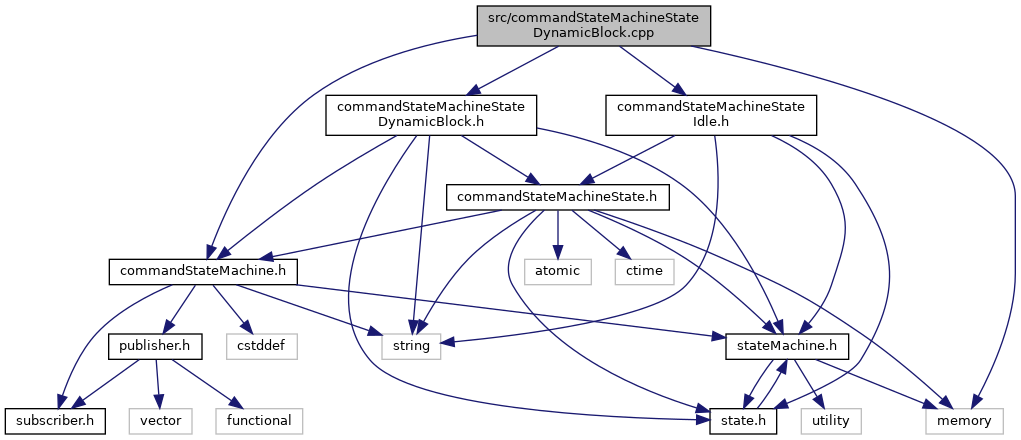 src/commandStateMachineState
DynamicBlock.cpp
commandStateMachineState
DynamicBlock.h
commandStateMachineState
Idle.h
commandStateMachineState.h
commandStateMachine.h
atomic
ctime
publisher.h
cstddef
string
stateMachine.h
subscriber.h
vector
functional
state.h
utility
memory